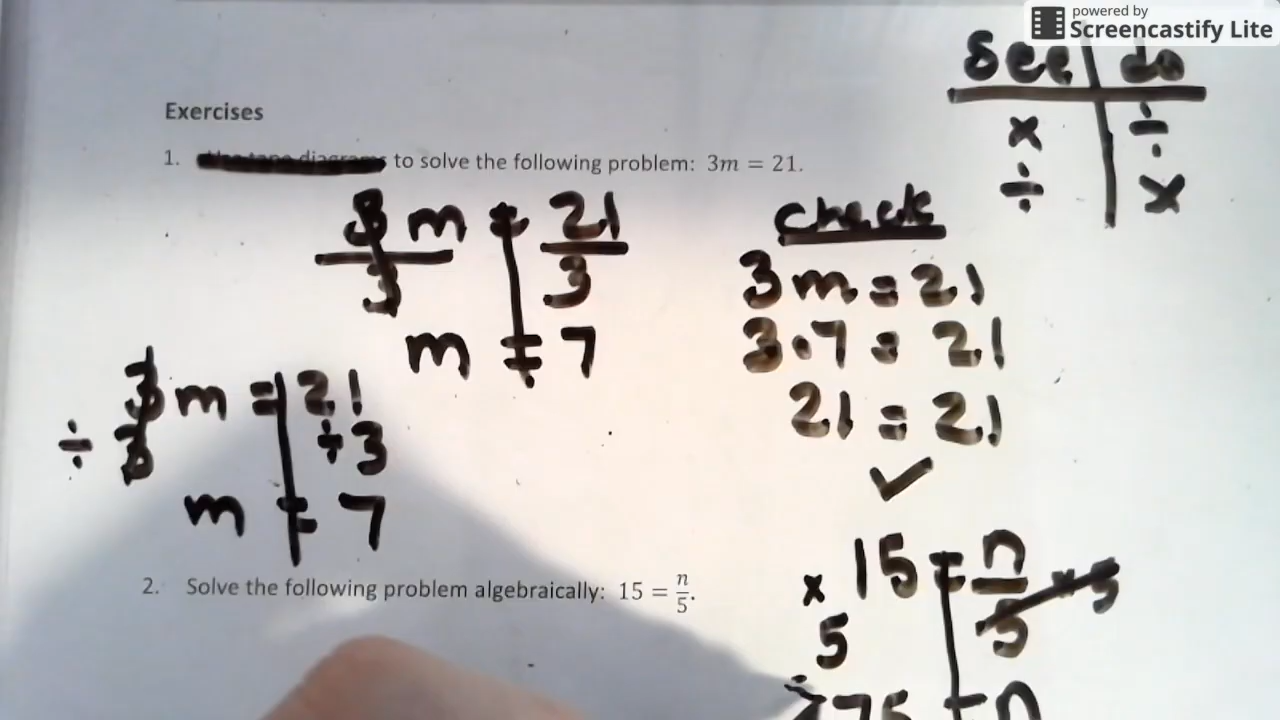 powered by
Screencastify Lite
See | do
x | ÷
÷ | x
Exercises
1. to solve the following problem: 3m = 21.
3m = 21
3 3
m = 7
check
3m = 21
3·7 = 21
21 = 21
✓
3m = 21
÷ 3 ÷3
m = 7
2. Solve the following problem algebraically: 15 = n/5.
x 15 = n/5 x 5
5
75 = n